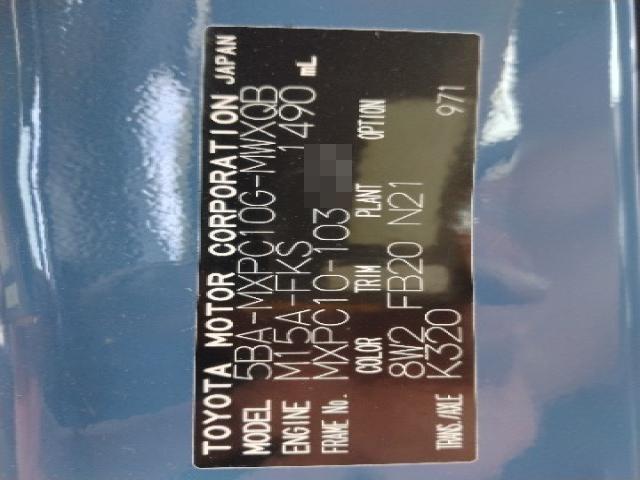 TOYOTA MOTOR CORPORATION JAPAN
MODEL 5BA-MXPC10G-MWXQB
ENGINE M15A-FKS 1490 mL
FRAME No. MXPC10-103
COLOR TRIM PLANT OPTION
8W2 FB20 N21
TRANS./AXLE K320 971